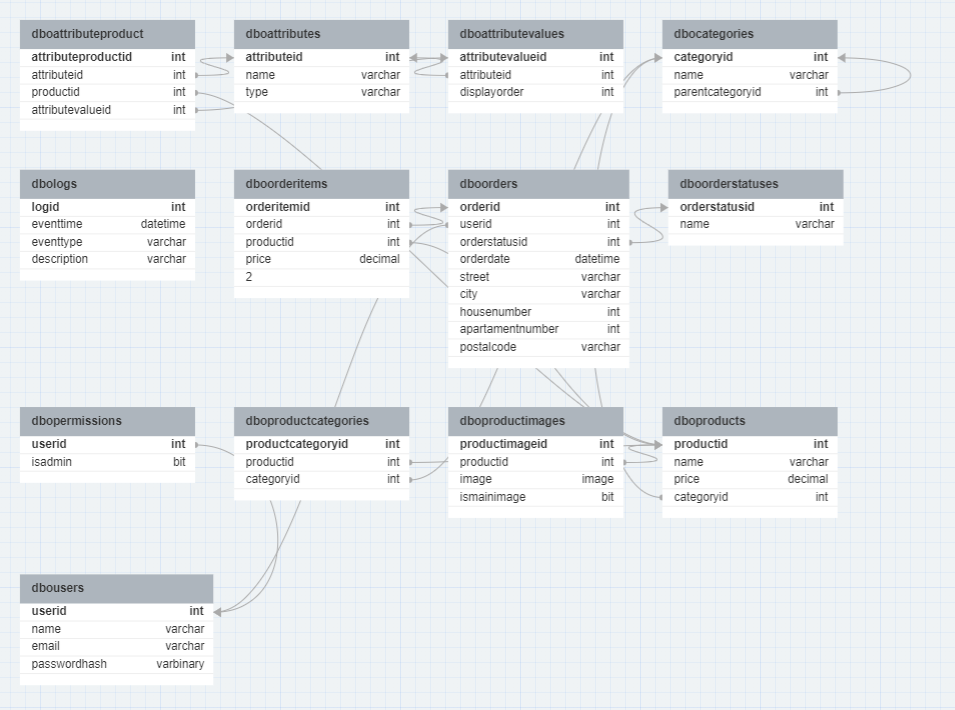 dboattributeproduct
attributeproductid int
attributeid int
productid int
attributevalueid int
dboattributes
attributeid int
name varchar
type varchar
dboattributevalues
attributevalueid int
attributeid int
displayorder int
dbocategories
categoryid int
name varchar
parentcategoryid int
dbologs
logid int
eventtime datetime
eventtype varchar
description varchar
dboorderitems
orderitemid int
orderid int
productid int
price decimal
2
dboorders
orderid int
userid int
orderstatusid int
orderdate datetime
street varchar
city varchar
housenumber int
apartamentnumber int
postalcode varchar
dboorderstatuses
orderstatusid int
name varchar
dbopermissions
userid int
isadmin bit
dboproductcategories
productcategoryid int
productid int
categoryid int
dboproductimages
productimageid int
productid int
image image
ismainimage bit
dboproducts
productid int
name varchar
price decimal
categoryid int
dbousers
userid int
name varchar
email varchar
passwordhash varbinary